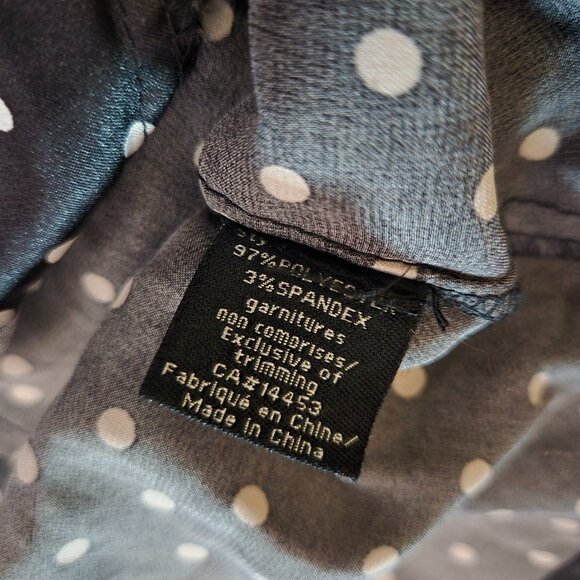 97%POLYESTER
3%SPANDEX
garnitures
non comprises/
Exclusive of
trimming
CA#14453
Fabriqué en Chine/
Made in China